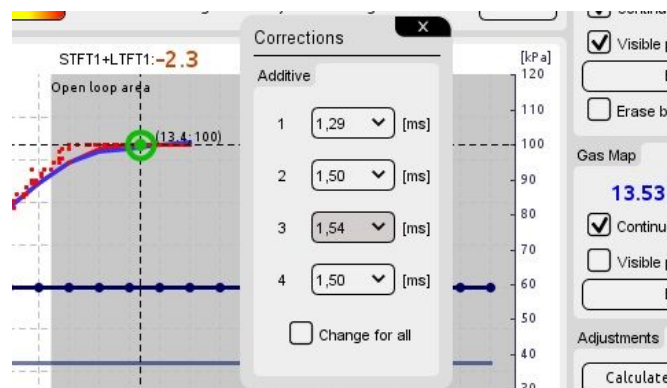 Corrections
X
Additive
1 1,29 [ms]
2 1,50 [ms]
3 1,54 [ms]
4 1,50 [ms]
Change for all
STFT1+LTFT1:-2.3
Open loop area
(13.4; 100)
[kPa]
120
110
100
90
80
70
60
50
40
Visible
Erase
Gas Map
13.53
Visible
Adjustments
Calculate